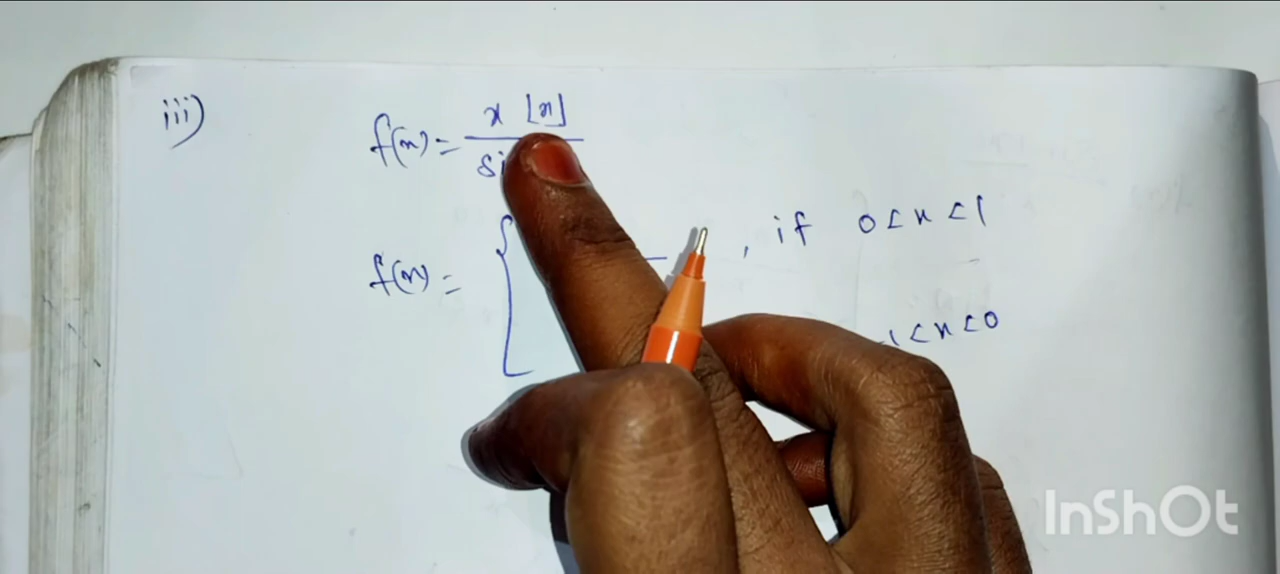 iii) f(x) = x [x]
f(x) = { , if 0 < x < 1
< x < 0
InShOt